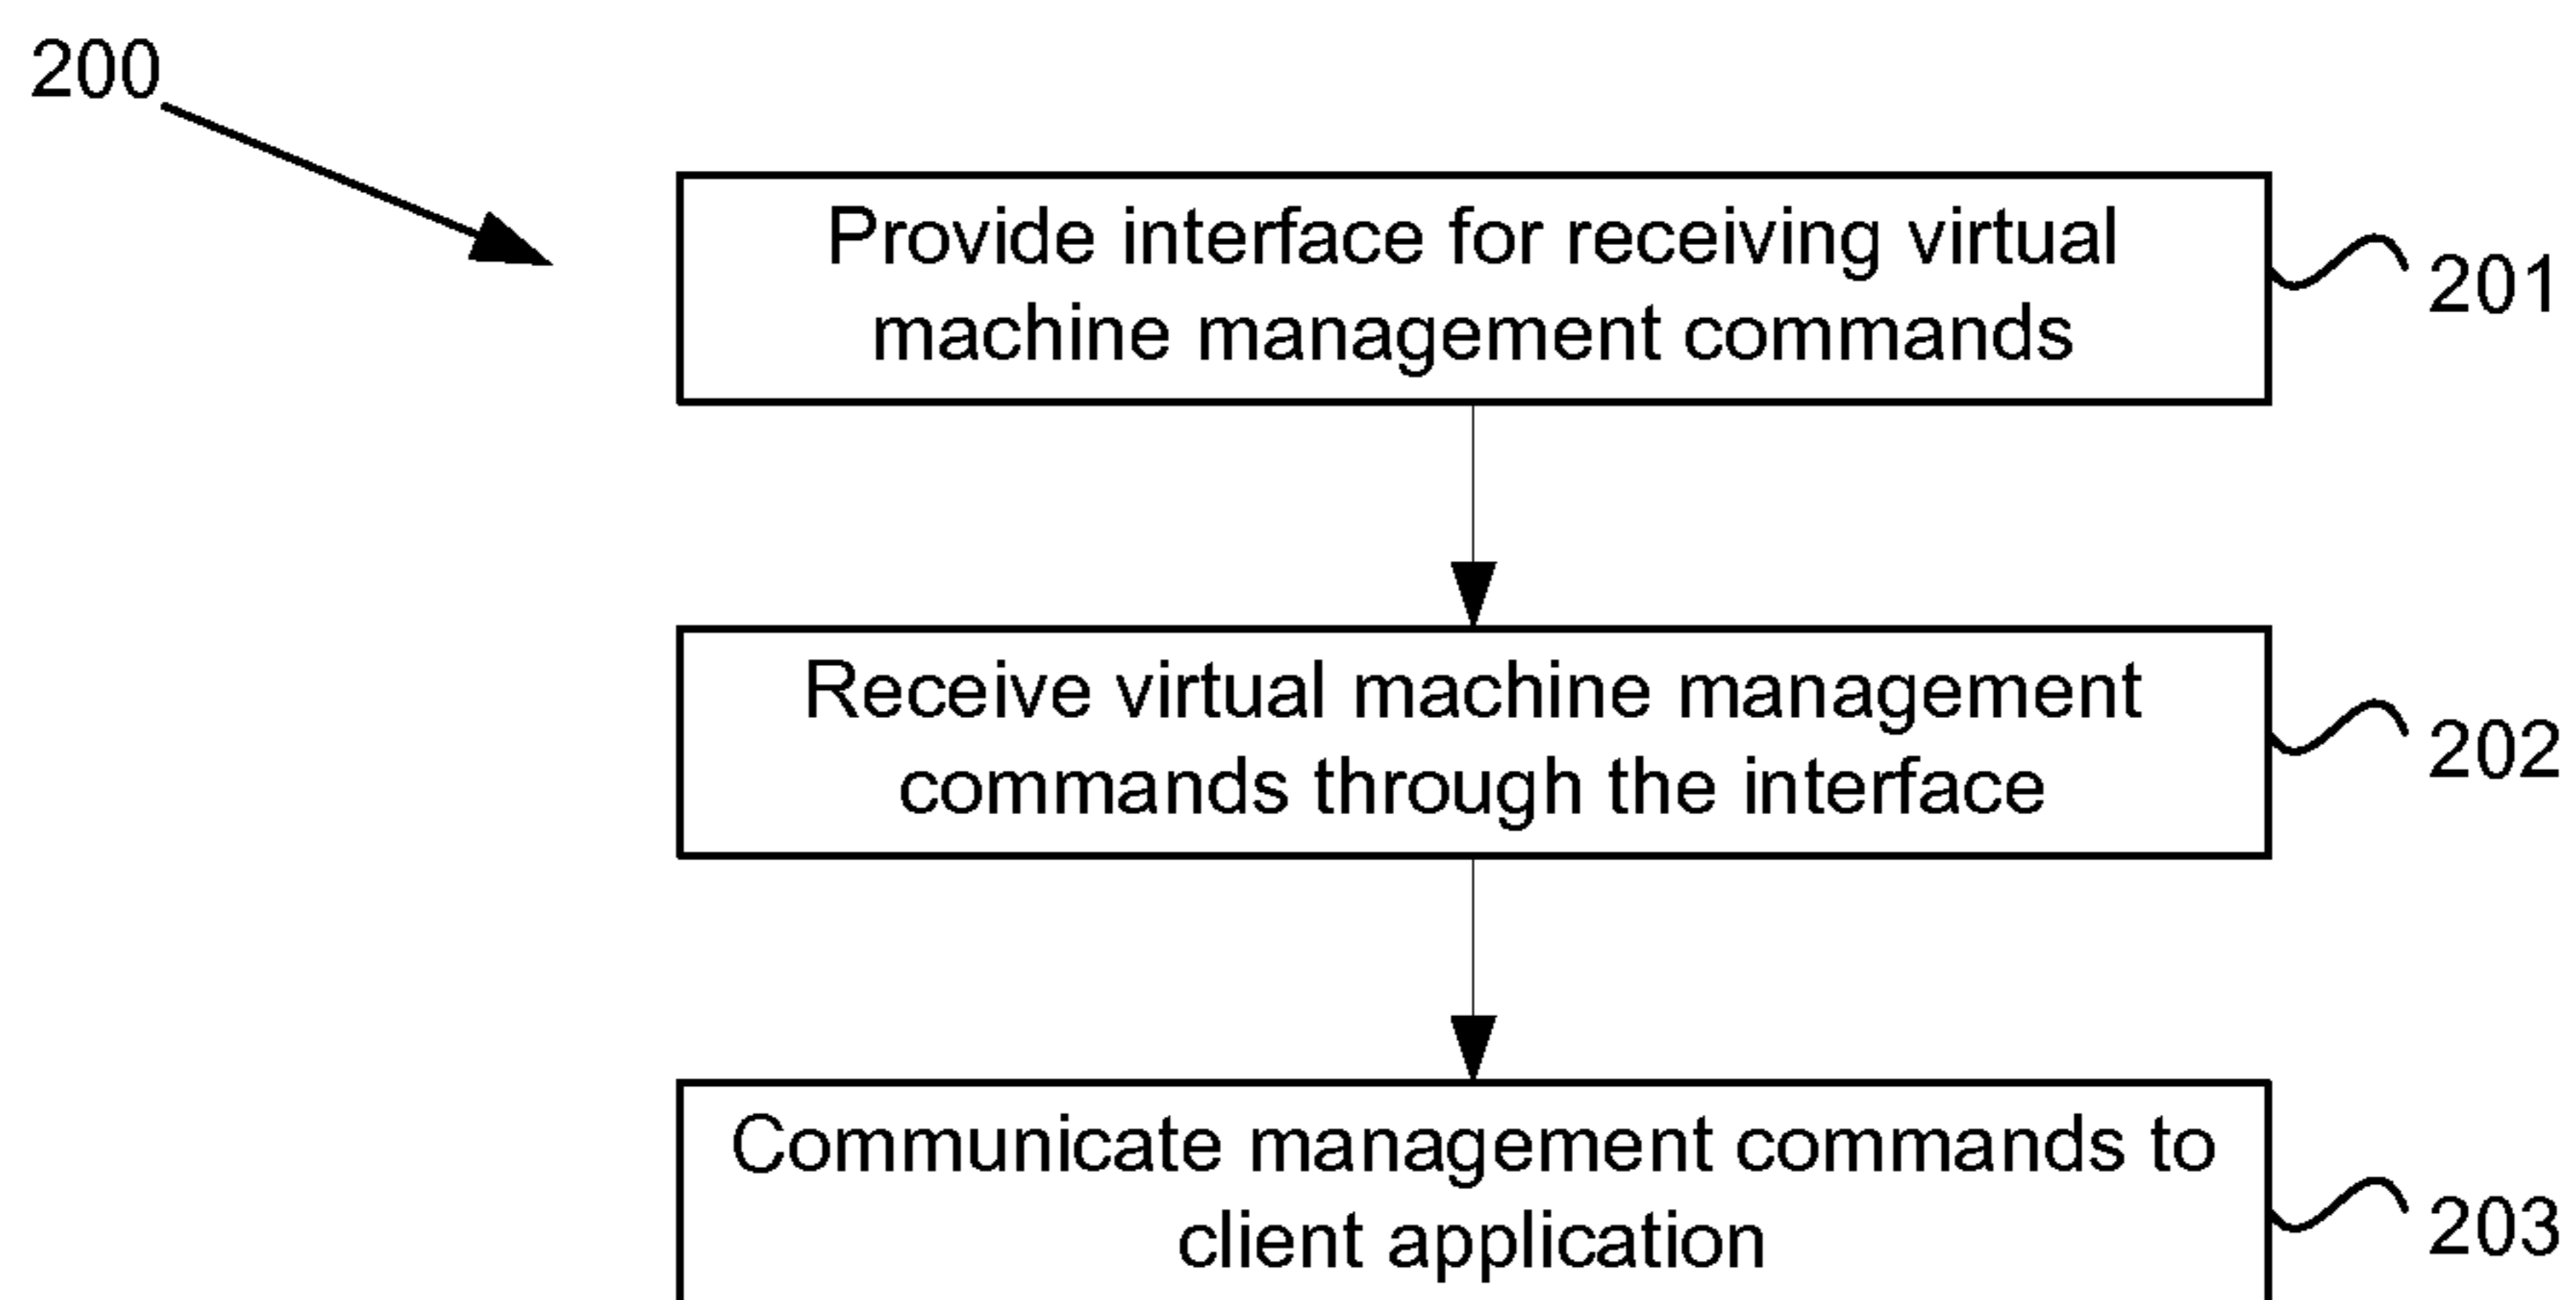 200
Provide interface for receiving virtual
machine management commands
201
Receive virtual machine management
commands through the interface
202
Communicate management commands to
client application
203